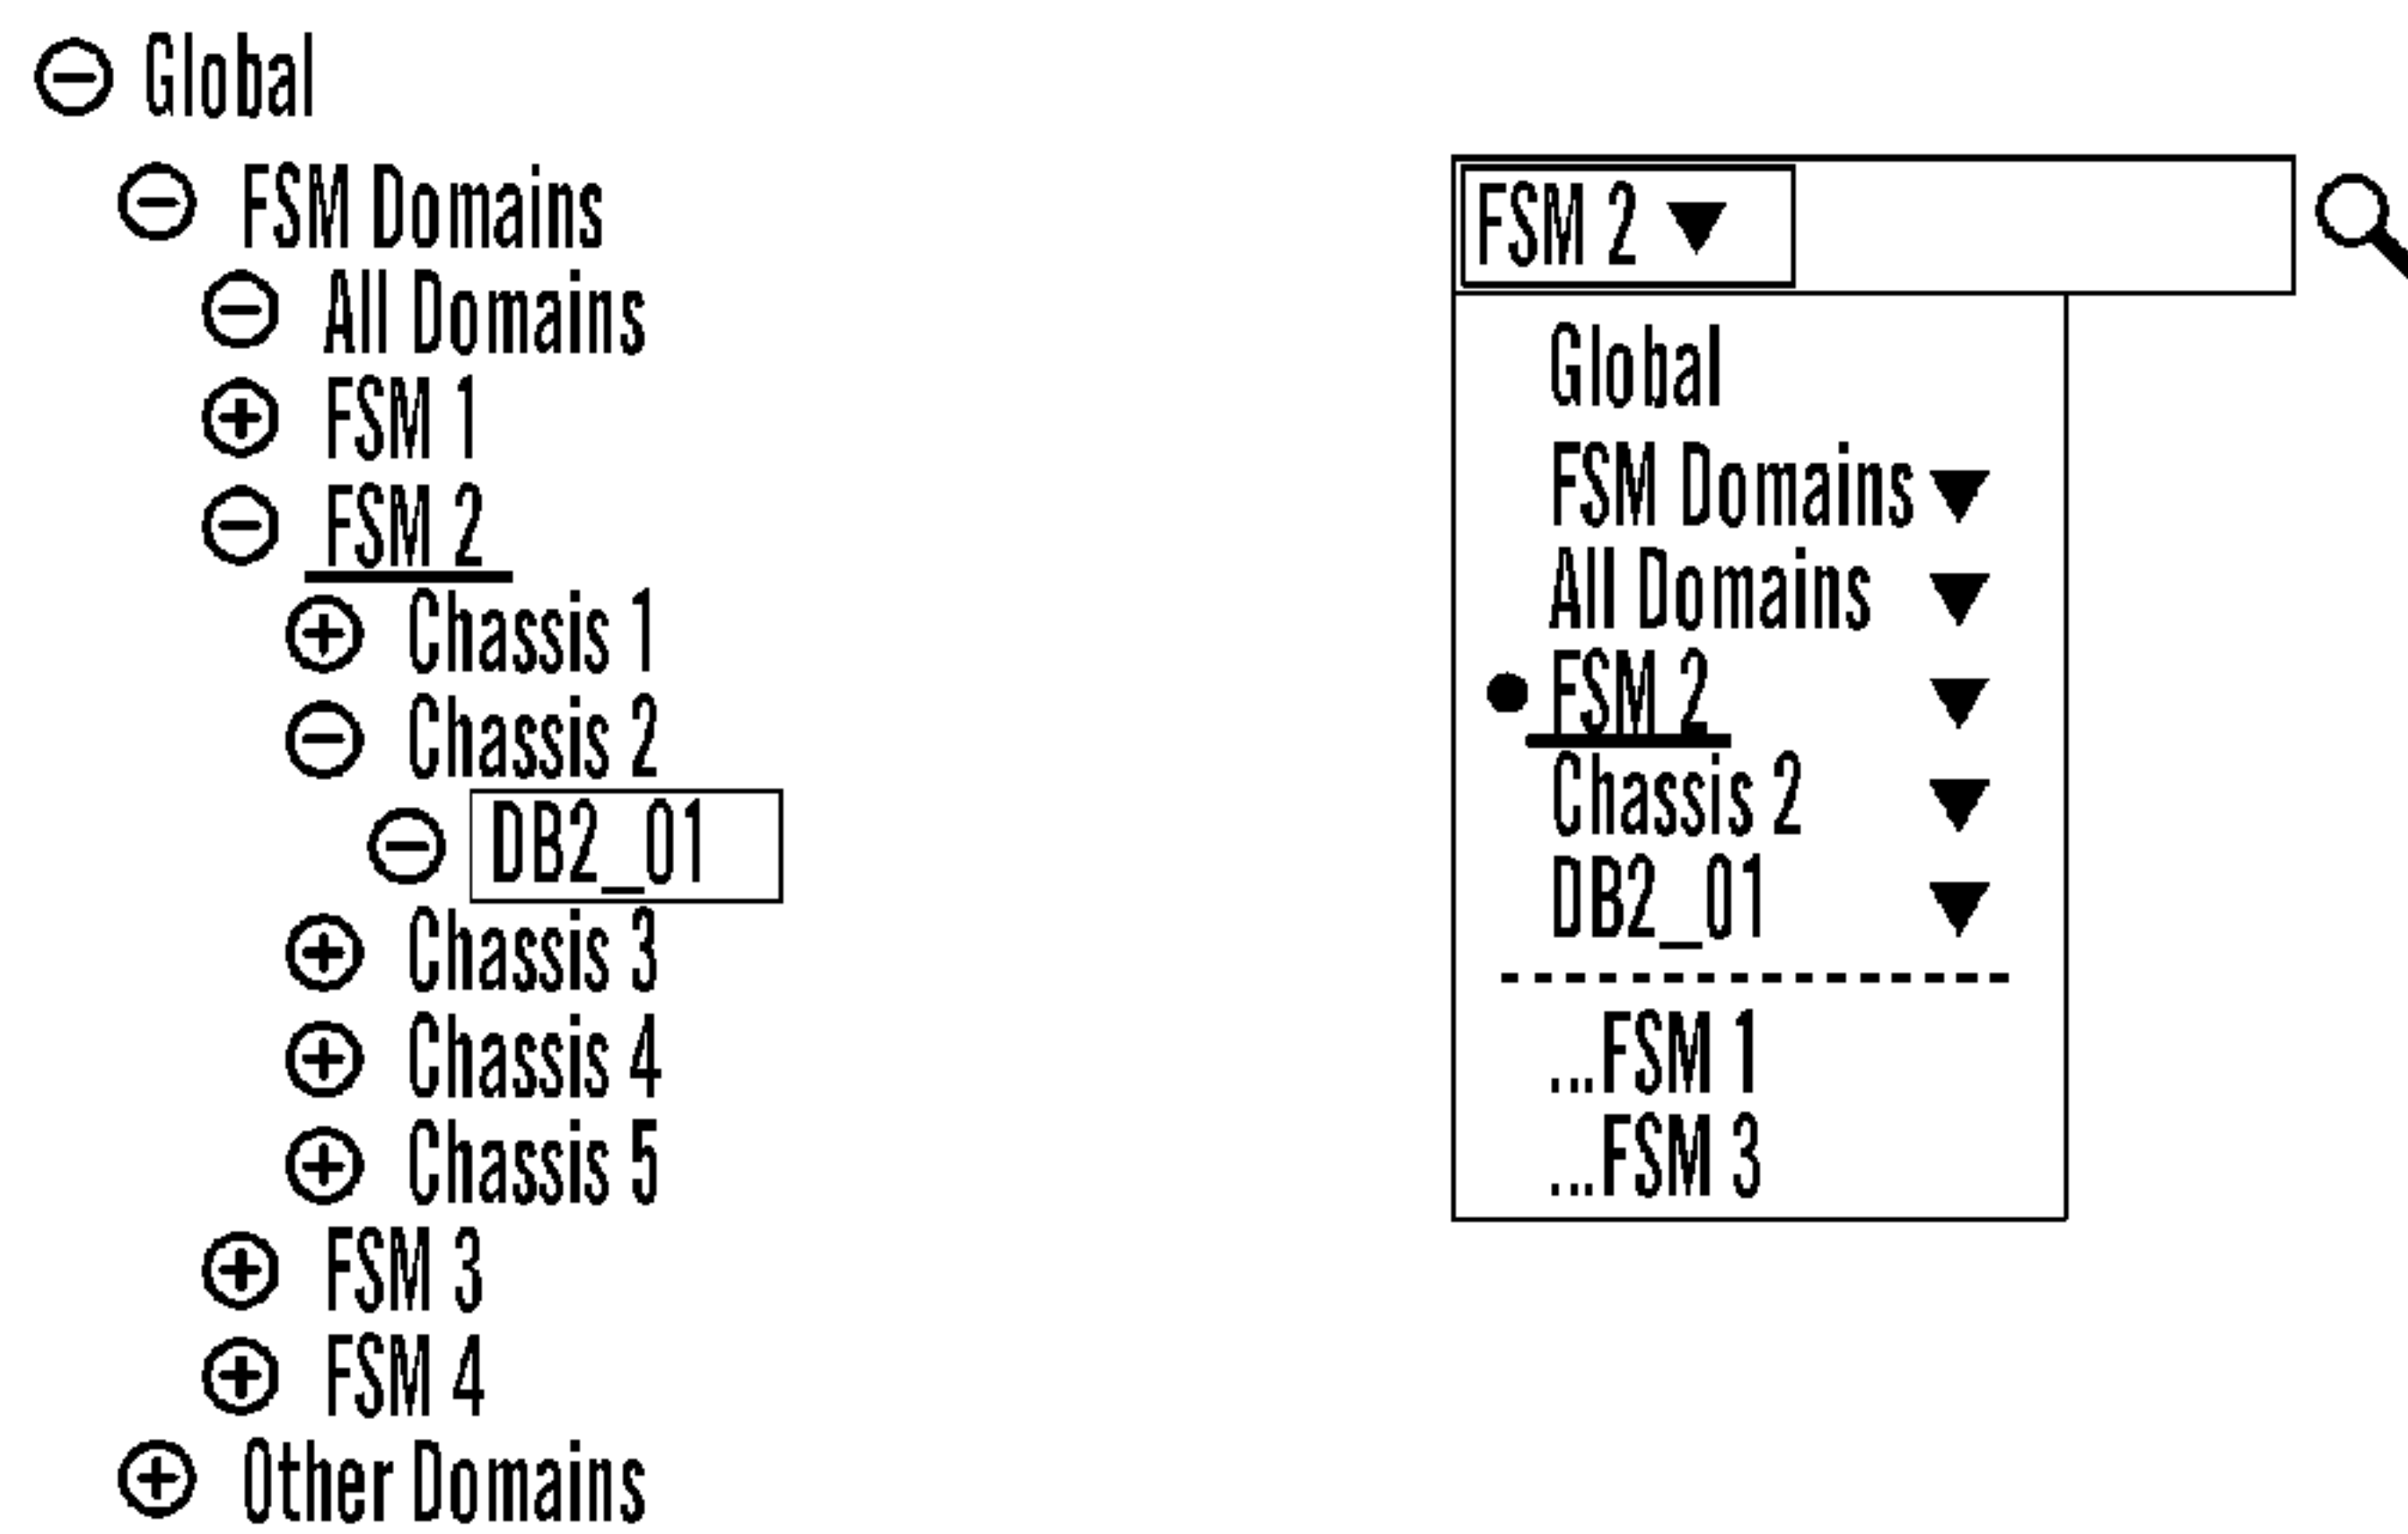 Global
FSM Domains
All Domains
FSM 1
FSM 2
Chassis 1
Chassis 2
DB2_01
Chassis 3
Chassis 4
Chassis 5
FSM 3
FSM 4
Other Domains
FSM 2
Global
FSM Domains
All Domains
FSM 2
Chassis 2
DB2_01
...FSM 1
...FSM 3